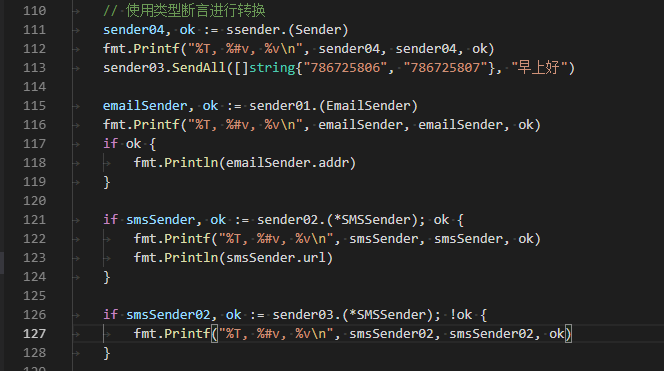 110 // 使用类型断言进行转换
111 sender04, ok := ssender.(Sender)
112 fmt.Printf("%T, %#v, %v\n", sender04, sender04, ok)
113 sender03.SendAll([]string{"786725806", "786725807"}, "早上好")
114
115 emailSender, ok := sender01.(EmailSender)
116 fmt.Printf("%T, %#v, %v\n", emailSender, emailSender, ok)
117 if ok {
118 fmt.Println(emailSender.addr)
119 }
120
121 if smsSender, ok := sender02.(*SMSSender); ok {
122 fmt.Printf("%T, %#v, %v\n", smsSender, smsSender, ok)
123 fmt.Println(smsSender.url)
124 }
125
126 if smsSender02, ok := sender03.(*SMSSender); !ok {
127 fmt.Printf("%T, %#v, %v\n", smsSender02, smsSender02, ok)
128 }